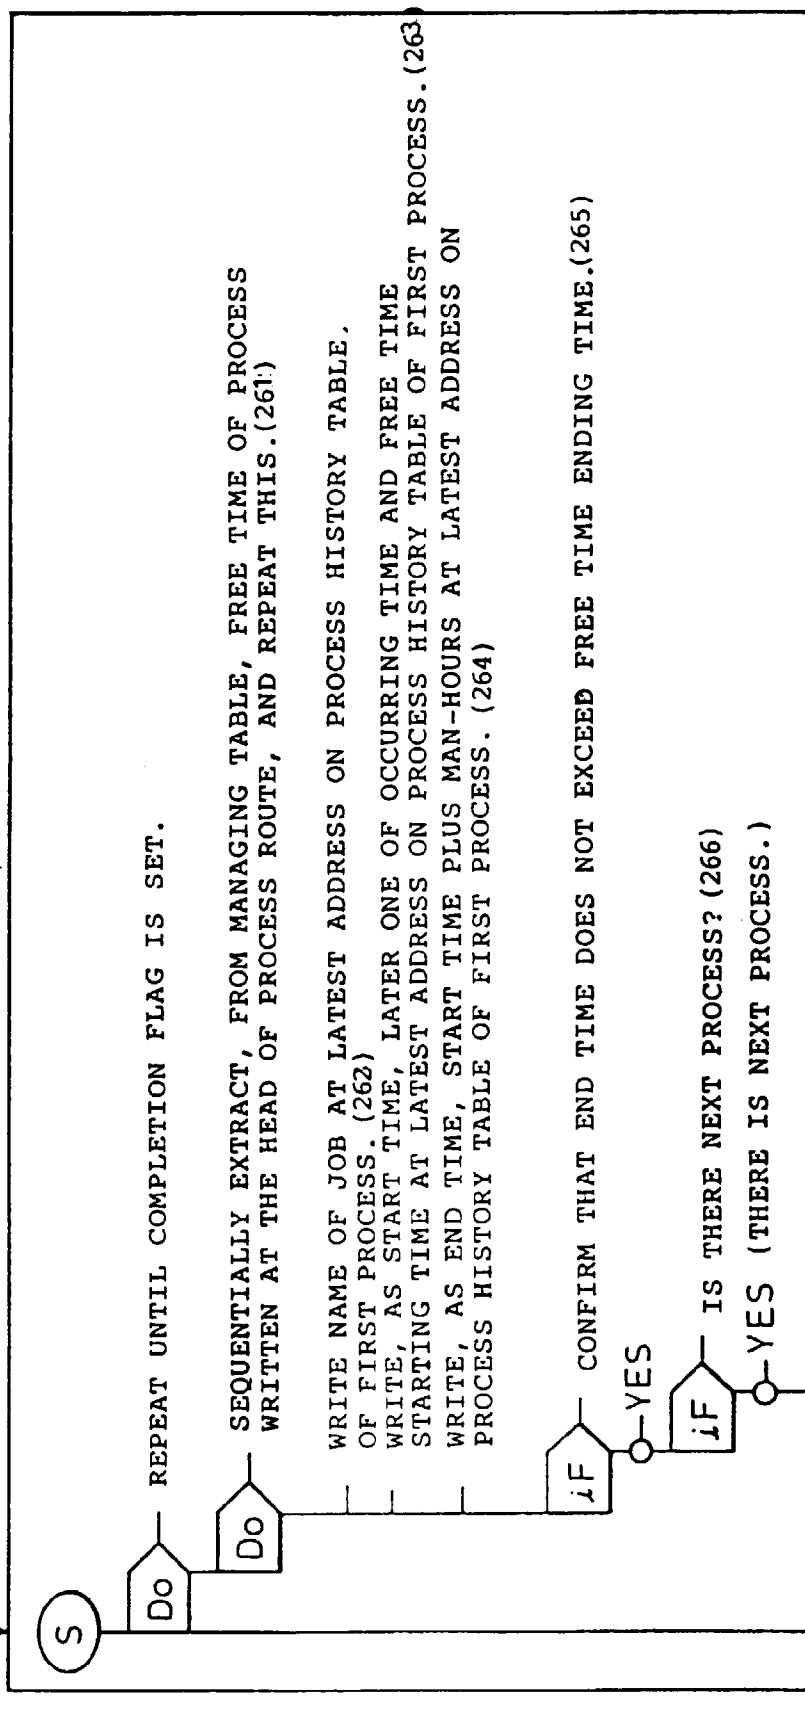 S
Do
REPEAT UNTIL COMPLETION FLAG IS SET.
Do
SEQUENTIALLY EXTRACT, FROM MANAGING TABLE, FREE TIME OF PROCESS
WRITTEN AT THE HEAD OF PROCESS ROUTE, AND REPEAT THIS.(261)
WRITE NAME OF JOB AT LATEST ADDRESS ON PROCESS HISTORY TABLE.
OF FIRST PROCESS.(262)
WRITE, AS START TIME, LATER ONE OF OCCURRING TIME AND FREE TIME
STARTING TIME AT LATEST ADDRESS ON PROCESS HISTORY TABLE OF FIRST PROCESS.(263)
WRITE, AS END TIME, START TIME PLUS MAN-HOURS AT LATEST ADDRESS ON
PROCESS HISTORY TABLE OF FIRST PROCESS.(264)
iF
CONFIRM THAT END TIME DOES NOT EXCEED FREE TIME ENDING TIME.(265)
YES
iF
IS THERE NEXT PROCESS?(266)
YES (THERE IS NEXT PROCESS.)